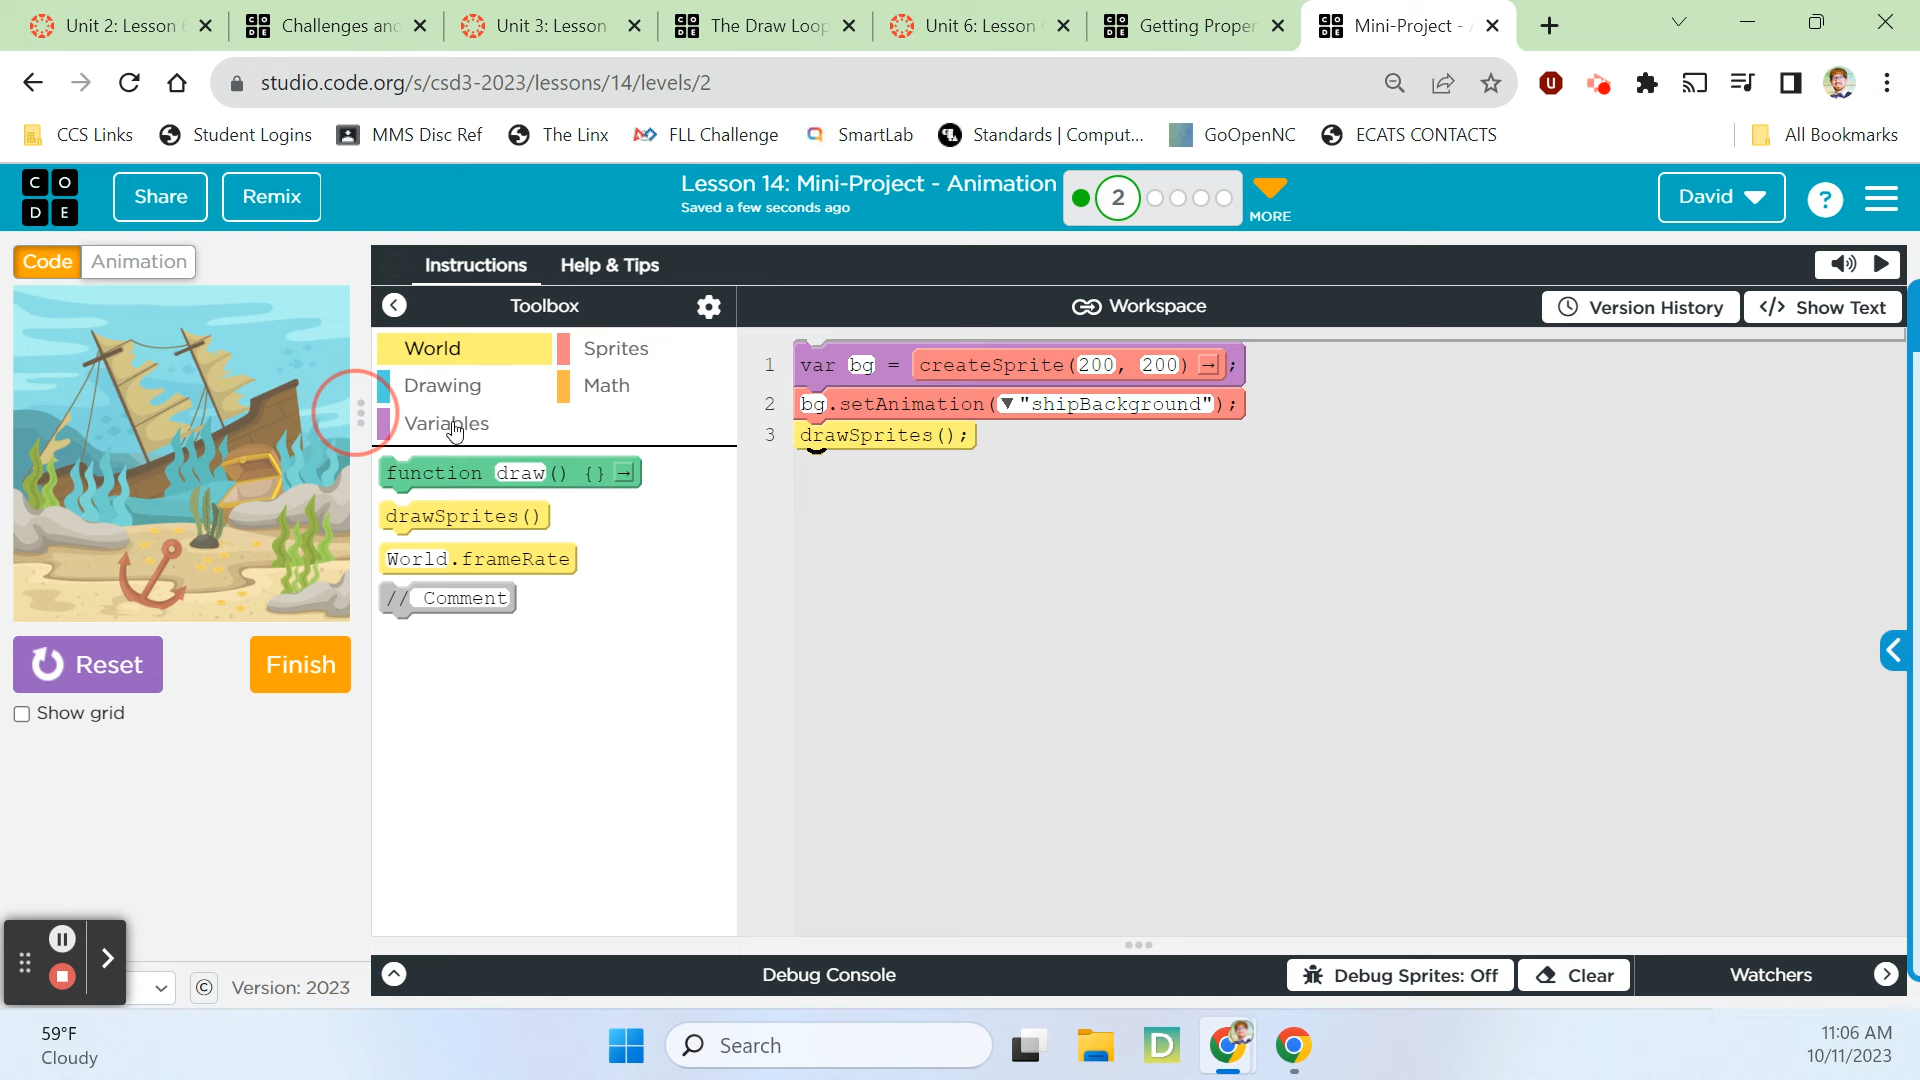 Unit 2: Lesson
Challenges and
Unit 3: Lesson
The Draw Loop
Unit 6: Lesson
Getting Proper
Mini-Project -
studio.code.org/s/csd3-2023/lessons/14/levels/2
CCS Links
Student Logins
MMS Disc Ref
The Linx
FLL Challenge
SmartLab
Standards | Comput...
GoOpenNC
ECATS CONTACTS
All Bookmarks
C O
D E
Share
Remix
Lesson 14: Mini-Project - Animation
Saved a few seconds ago
2
MORE
David
?
Code
Animation
Instructions
Help & Tips
Toolbox
Workspace
Version History
</> Show Text
World
Sprites
Drawing
Math
Variables
function draw() {}
drawSprites()
World.frameRate
// Comment
1 var bg = createSprite(200, 200);
2 bg.setAnimation("shipBackground");
3 drawSprites();
Reset
Finish
Show grid
© Version: 2023
Debug Console
Debug Sprites: Off
Clear
Watchers
59°F
Cloudy
Search
D
11:06 AM
10/11/2023